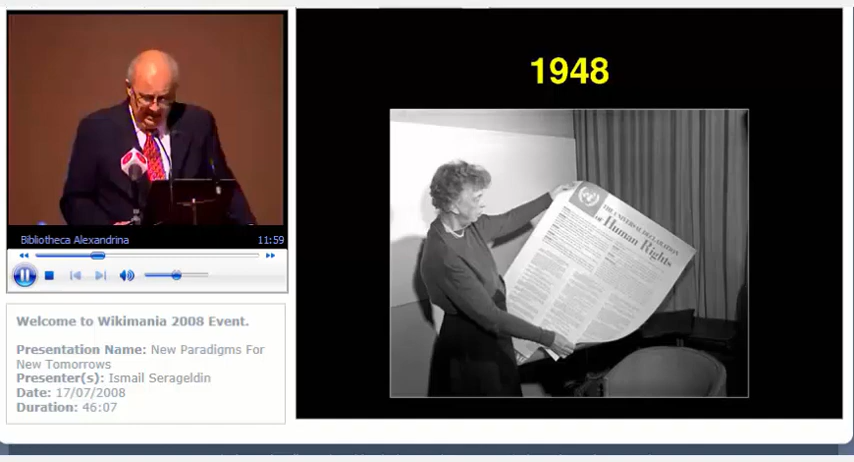 1948
THE UNIVERSAL DECLARATION
of Human Rights
Bibliotheca Alexandrina 11:59
Welcome to Wikimania 2008 Event.
Presentation Name: New Paradigms For
New Tomorrows
Presenter(s): Ismail Serageldin
Date: 17/07/2008
Duration: 46:07